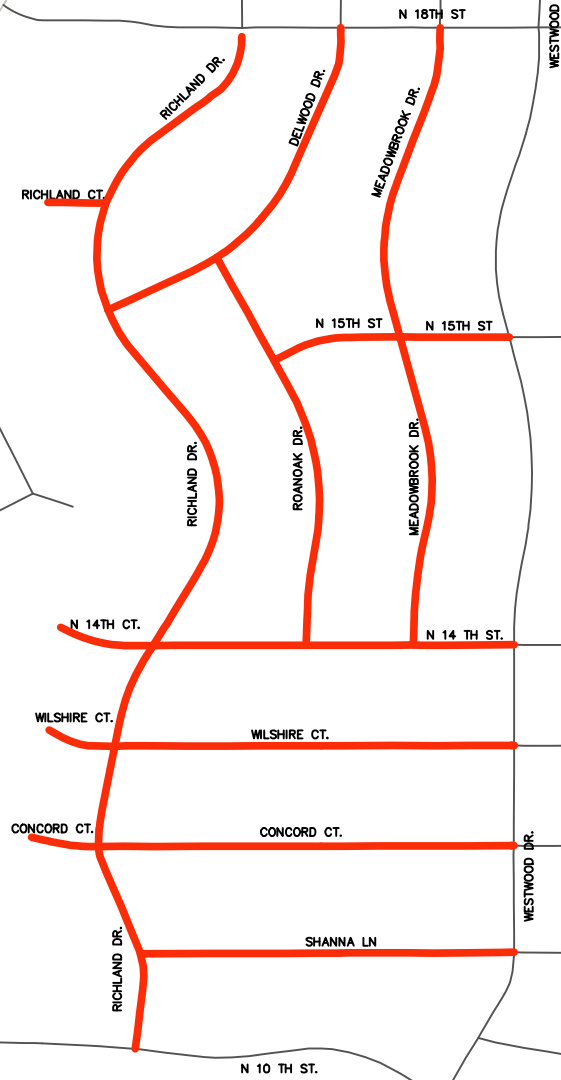 N 18TH ST
WESTWOOD
RICHLAND DR.
DELWOOD DR.
MEADOWBROOK DR.
RICHLAND CT.
N 15TH ST
N 15TH ST
RICHLAND DR.
ROANOAK DR.
MEADOWBROOK DR.
N 14TH CT.
N 14 TH ST.
WILSHIRE CT.
WILSHIRE CT.
CONCORD CT.
CONCORD CT.
WESTWOOD DR.
RICHLAND DR.
SHANNA LN
N 10 TH ST.